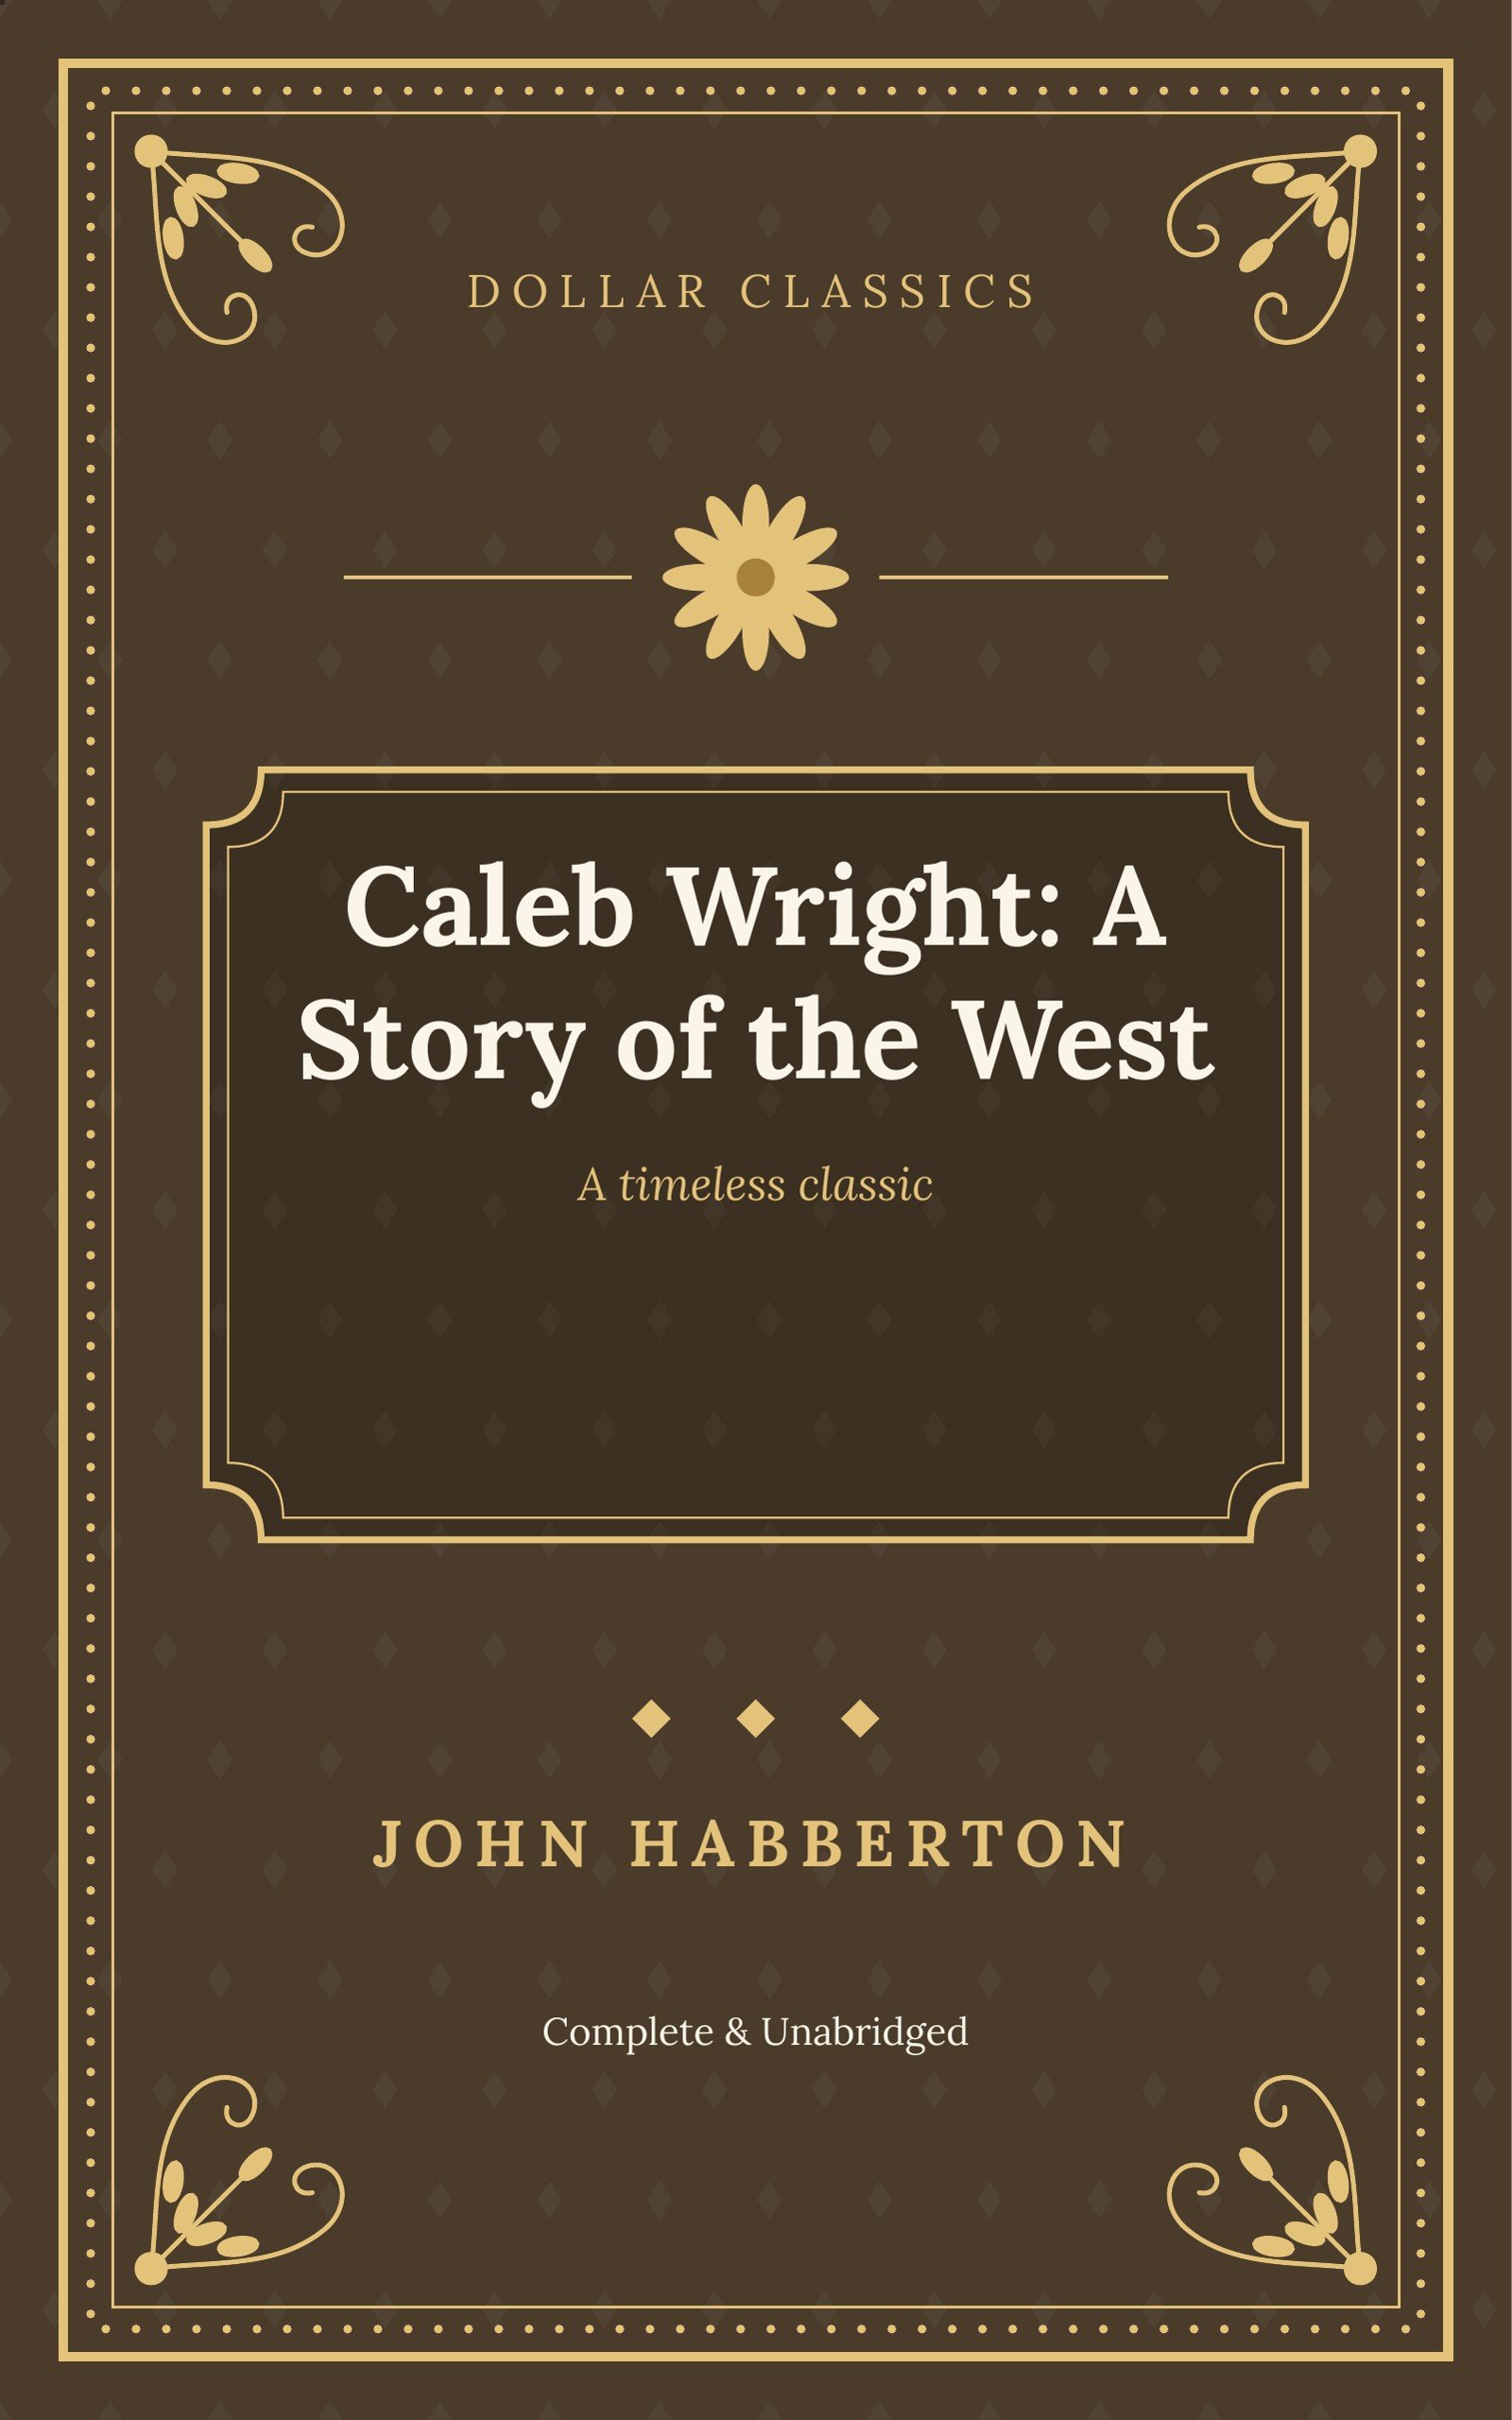 DOLLAR CLASSICS
Caleb Wright: A
Story of the West
A timeless classic
JOHN HABBERTON
Complete & Unabridged